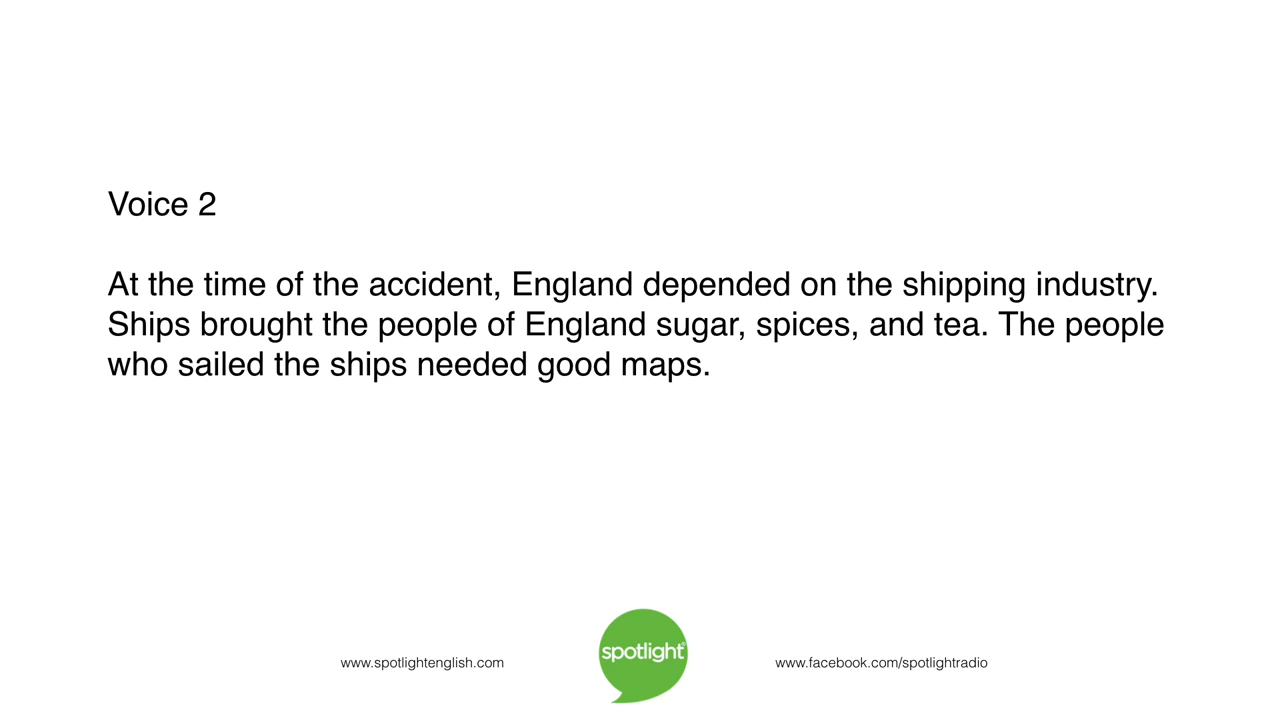 Voice 2
At the time of the accident, England depended on the shipping industry.
Ships brought the people of England sugar, spices, and tea. The people
who sailed the ships needed good maps.
www.spotlightenglish.com
spotlight®
www.facebook.com/spotlightradio